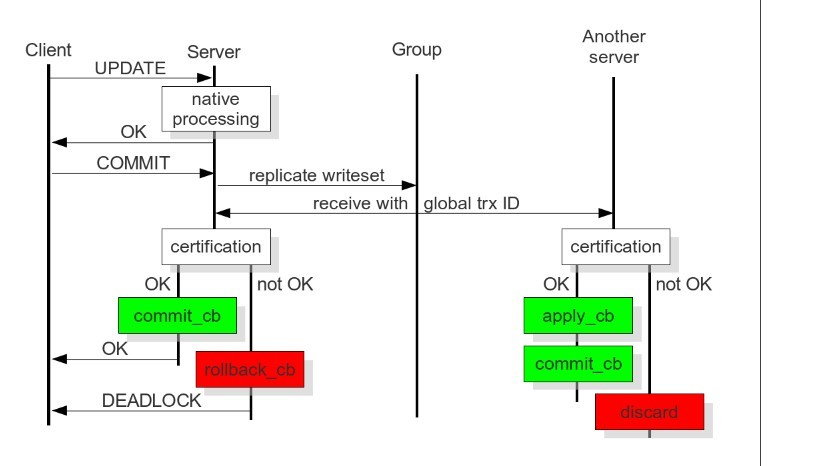 Client
Server
Group
Another
server
UPDATE
native
processing
OK
COMMIT
replicate writeset
receive with global trx ID
certification
certification
OK
not OK
OK
not OK
commit_cb
apply_cb
OK
rollback_cb
commit_cb
DEADLOCK
discard